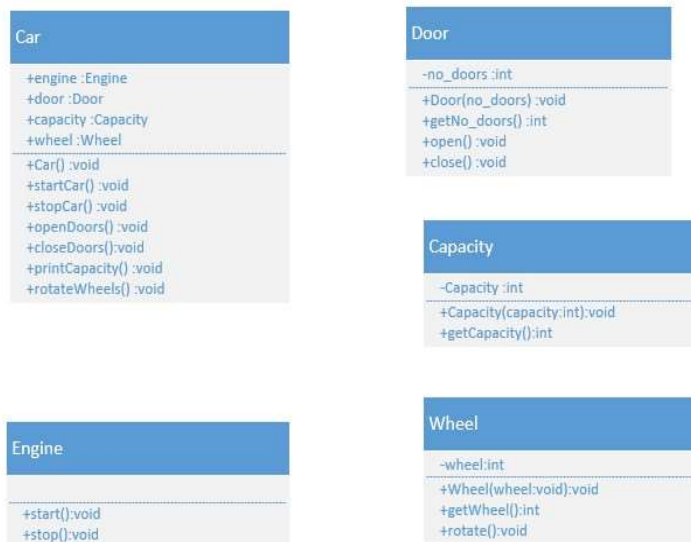 Car
+engine :Engine
+door :Door
+capacity :Capacity
+wheel :Wheel
+Car() :void
+startCar() :void
+stopCar() :void
+openDoors() :void
+closeDoors():void
+printCapacity() :void
+rotateWheels() :void
Door
-no_doors :int
+Door(no_doors) :void
+getNo_doors() :int
+open() :void
+close() :void
Capacity
-Capacity :int
+Capacity(capacity:int):void
+getCapacity():int
Engine
+start():void
+stop():void
Wheel
-wheel:int
+Wheel(wheel:void):void
+getWheel():int
+rotate():void